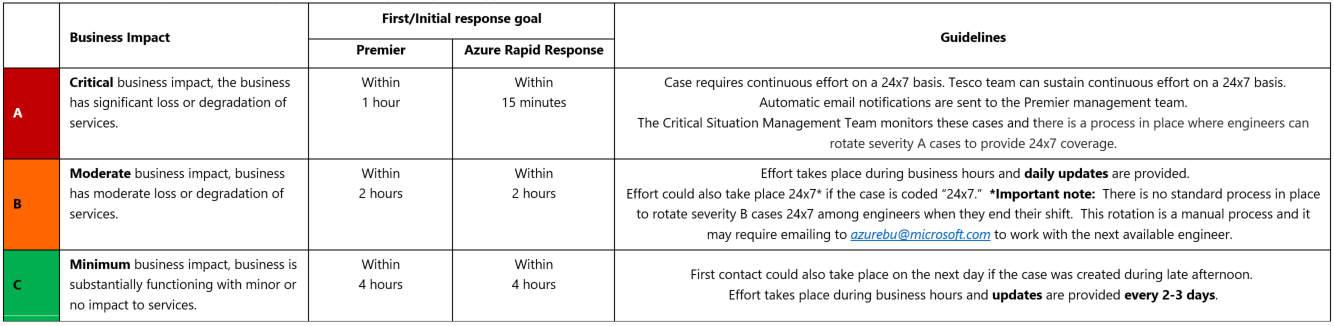 Business Impact
First/Initial response goal
Guidelines
Premier
Azure Rapid Response
A
Critical business impact, the business
has significant loss or degradation of
services.
Within
1 hour
Within
15 minutes
Case requires continuous effort on a 24x7 basis. Tesco team can sustain continuous effort on a 24x7 basis.
Automatic email notifications are sent to the Premier management team.
The Critical Situation Management Team monitors these cases and there is a process in place where engineers can
rotate severity A cases to provide 24x7 coverage.
B
Moderate business impact, business
has moderate loss or degradation of
services.
Within
2 hours
Within
2 hours
Effort takes place during business hours and daily updates are provided.
Effort could also take place 24x7* if the case is coded “24x7.” *Important note: There is no standard process in place
to rotate severity B cases 24x7 among engineers when they end their shift. This rotation is a manual process and it
may require emailing to azurebu@microsoft.com to work with the next available engineer.
C
Minimum business impact, business is
substantially functioning with minor or
no impact to services.
Within
4 hours
Within
4 hours
First contact could also take place on the next day if the case was created during late afternoon.
Effort takes place during business hours and updates are provided every 2-3 days.